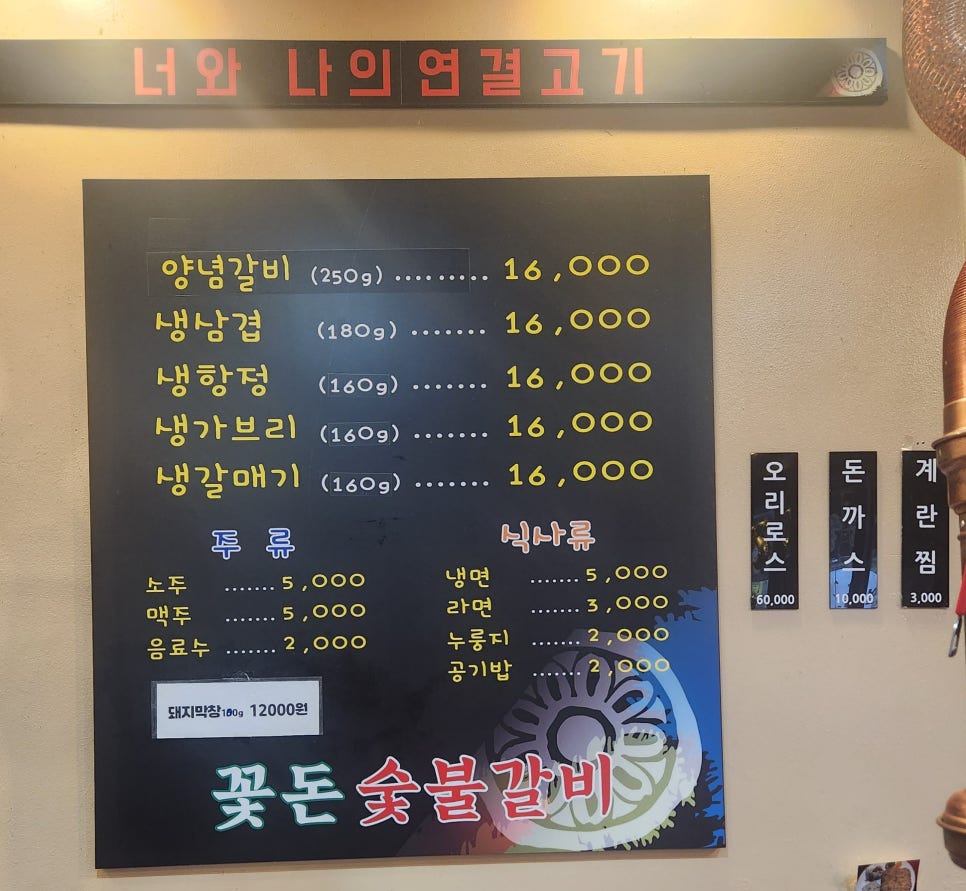 너와 나의 연결고기
양념갈비 (250g) ......... 16,000
생삼겹 (180g) ....... 16,000
생항정 (160g) ....... 16,000
생가브리 (160g) ....... 16,000
생갈매기 (160g) ....... 16,000
주 류
소주 ....... 5,000
맥주 ....... 5,000
음료수 ....... 2,000
식사류
냉면 ....... 5,000
라면 ....... 3,000
누룽지 ....... 2,000
공기밥 ....... 2,000
돼지막창100g 12000원
꽃돈 숯불갈비
오리로스
60,000
돈까스
10,000
계란찜
3,000